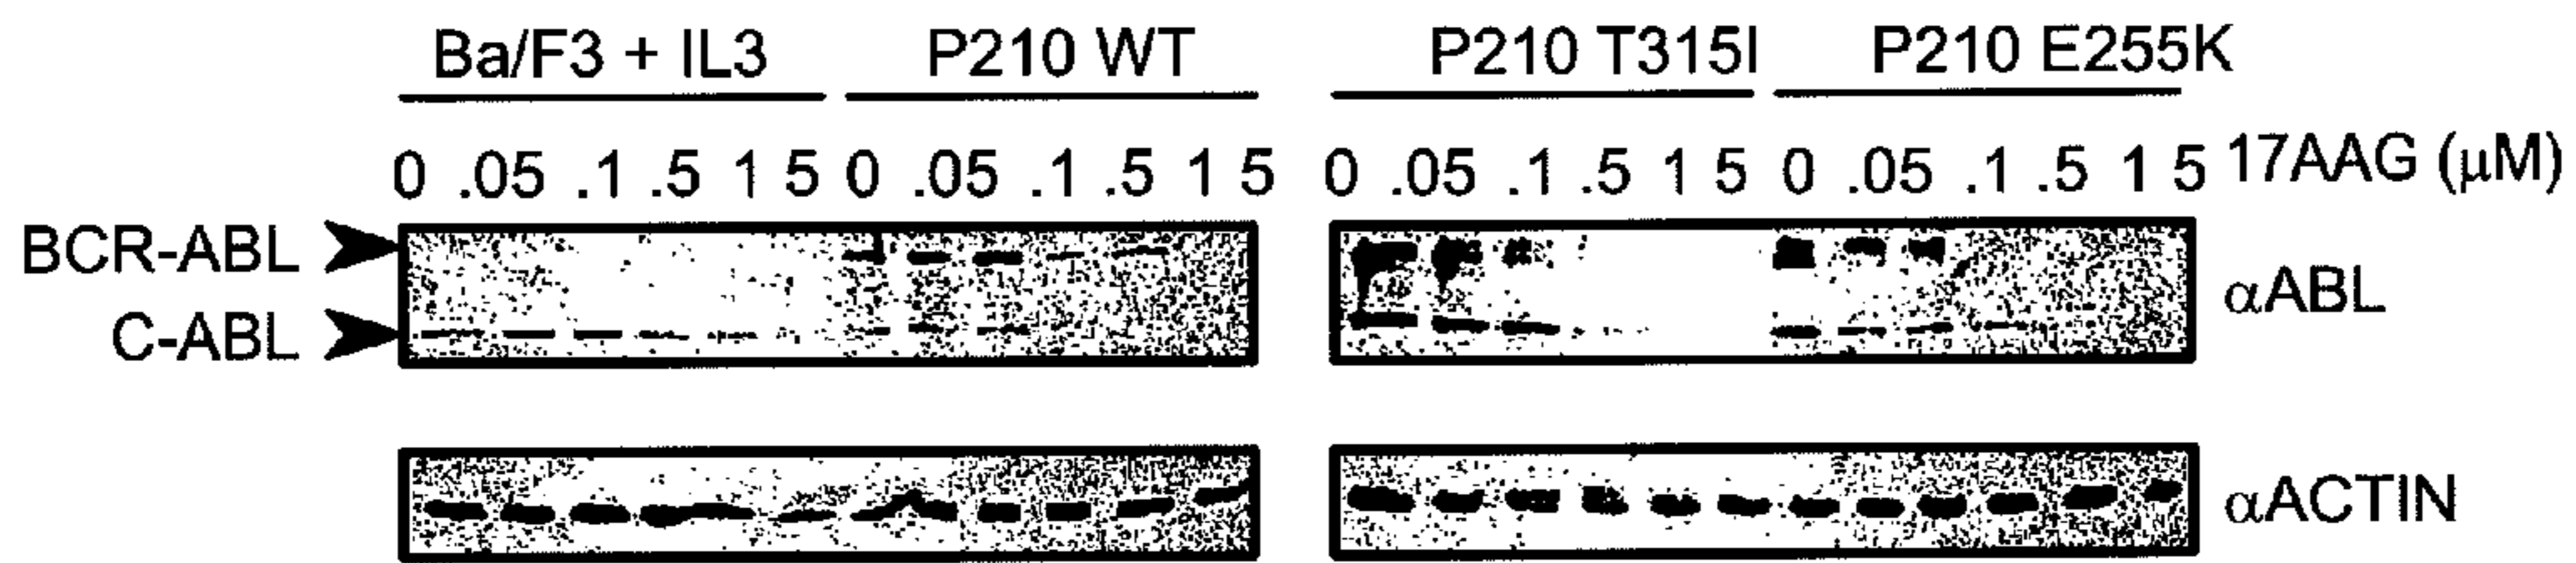 Ba/F3 + IL3 P210 WT P210 T315I P210 E255K
0 .05 .1 .5 1 5 0 .05 .1 .5 1 5 0 .05 .1 .5 1 5 0 .05 .1 .5 1 5 17AAG (μM)
BCR-ABL
C-ABL
αABL
αACTIN